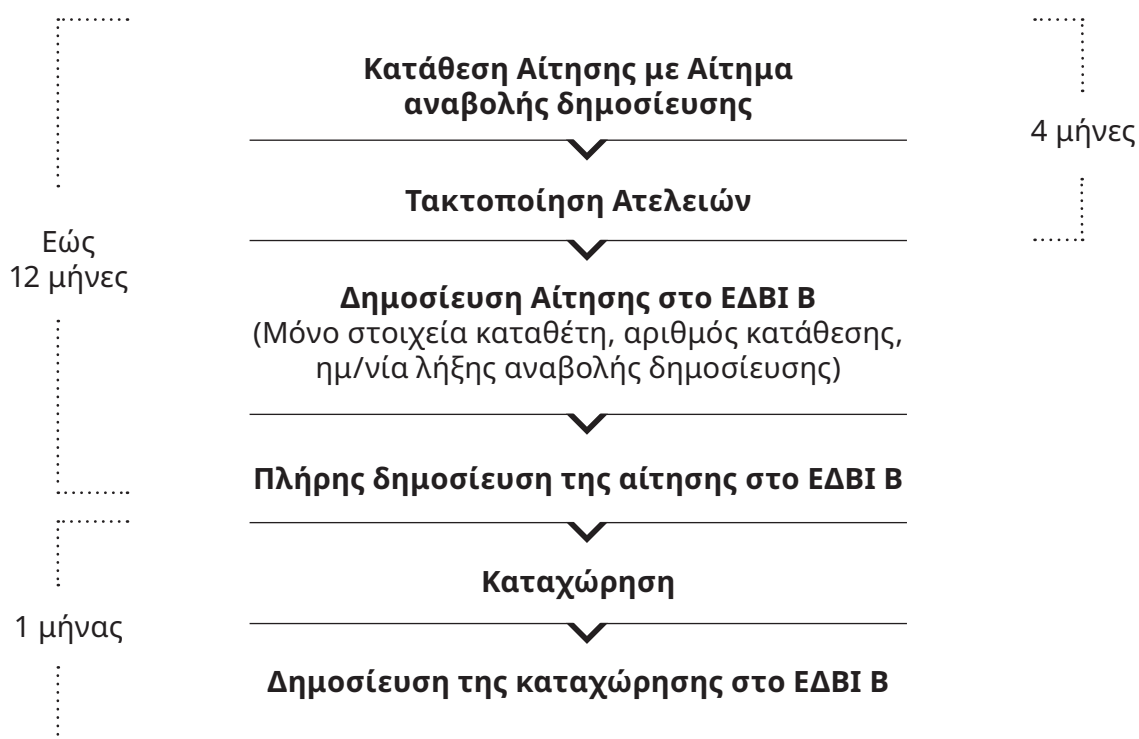 Κατάθεση Αίτησης με Αίτημα
αναβολής δημοσίευσης
4 μήνες
Τακτοποίηση Ατελειών
Εώς
12 μήνες
Δημοσίευση Αίτησης στο ΕΔΒΙ Β
(Μόνο στοιχεία καταθέτη, αριθμός κατάθεσης,
ημ/νία λήξης αναβολής δημοσίευσης)
Πλήρης δημοσίευση της αίτησης στο ΕΔΒΙ Β
Καταχώρηση
1 μήνας
Δημοσίευση της καταχώρησης στο ΕΔΒΙ Β